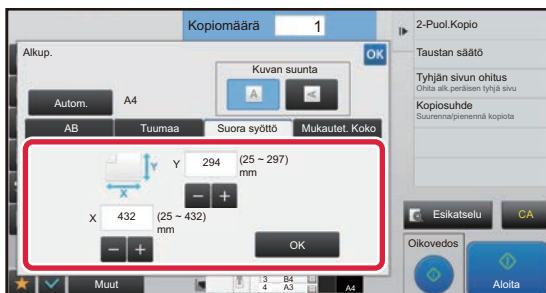 Kopiomäärä 1
2-Puol.Kopio
Alkup.
OK
Taustan säätö
Kuvan suunta
Tyhjän sivun ohitus
Ohita alk.peräisen tyhjä sivu
Autom.
A4
A
A
Kopiosuhde
Suurenna/pienennä kopiota
AB
Tuumaa
Suora syöttö
Mukautet. Koko
Y
Y 294 (25 ~ 297)
mm
X
X 432 (25 ~ 432)
mm
OK
Esikatselu
CA
Oikovedos
Muut
3 B4
4 A3
A4
Aloita